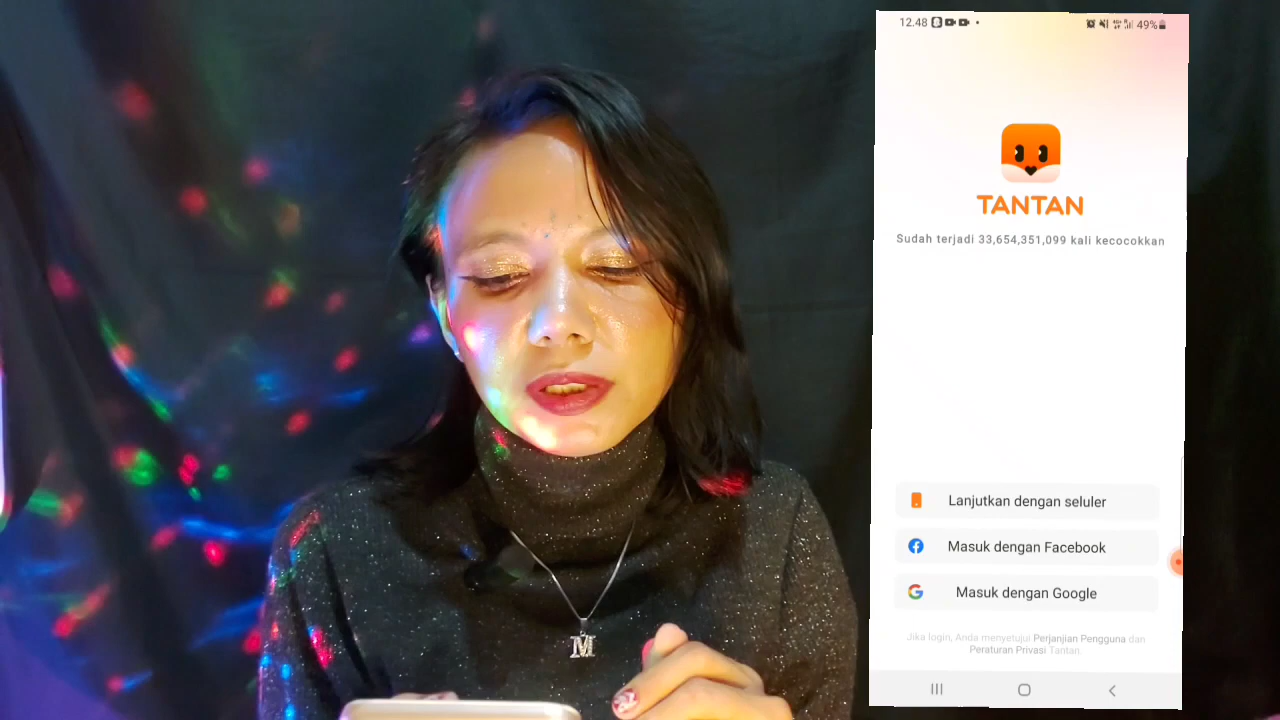 12.48
49%
TANTAN
Sudah terjadi 33,654,351,099 kali kecocokkan
Lanjutkan dengan seluler
Masuk dengan Facebook
Masuk dengan Google
Jika login, Anda menyetujui Perjanjian Pengguna dan
Peraturan Privasi Tantan.
M